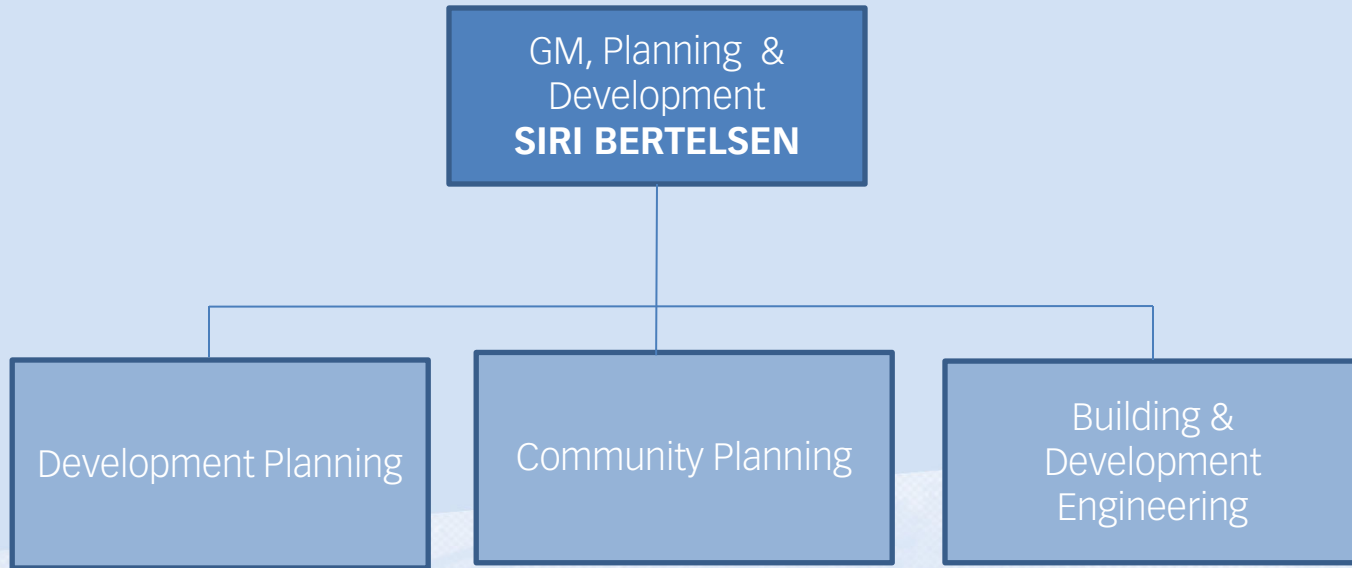 GM, Planning &
Development
SIRI BERTELSEN
Development Planning
Community Planning
Building &
Development
Engineering